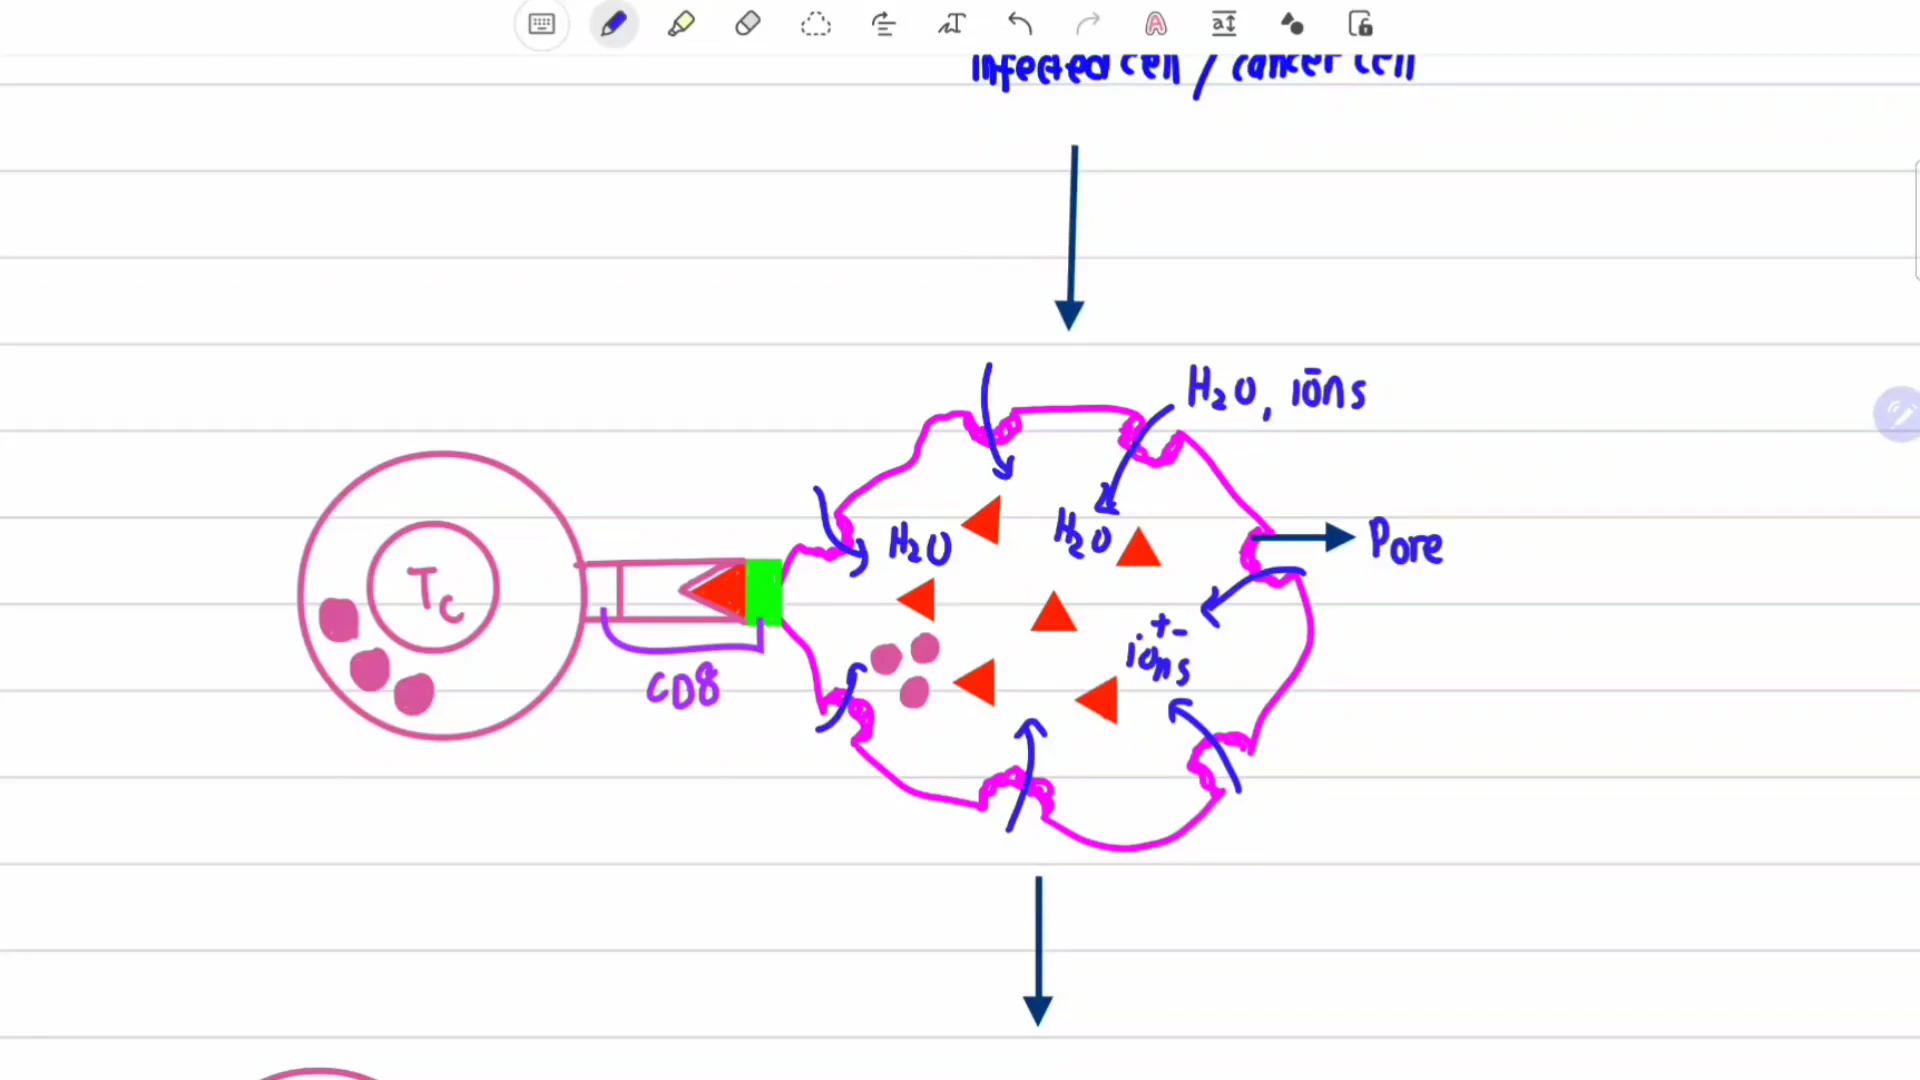 infected cell / cancer cell
H₂O, ions
H₂O
H₂O
Pore
Tc
+-
ions
CD8